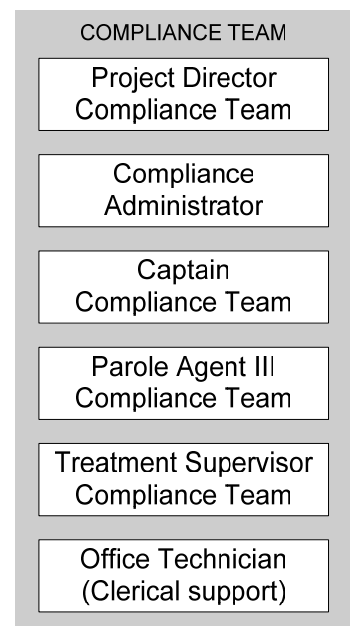 COMPLIANCE TEAM
Project Director
Compliance Team
Compliance
Administrator
Captain
Compliance Team
Parole Agent III
Compliance Team
Treatment Supervisor
Compliance Team
Office Technician
(Clerical support)